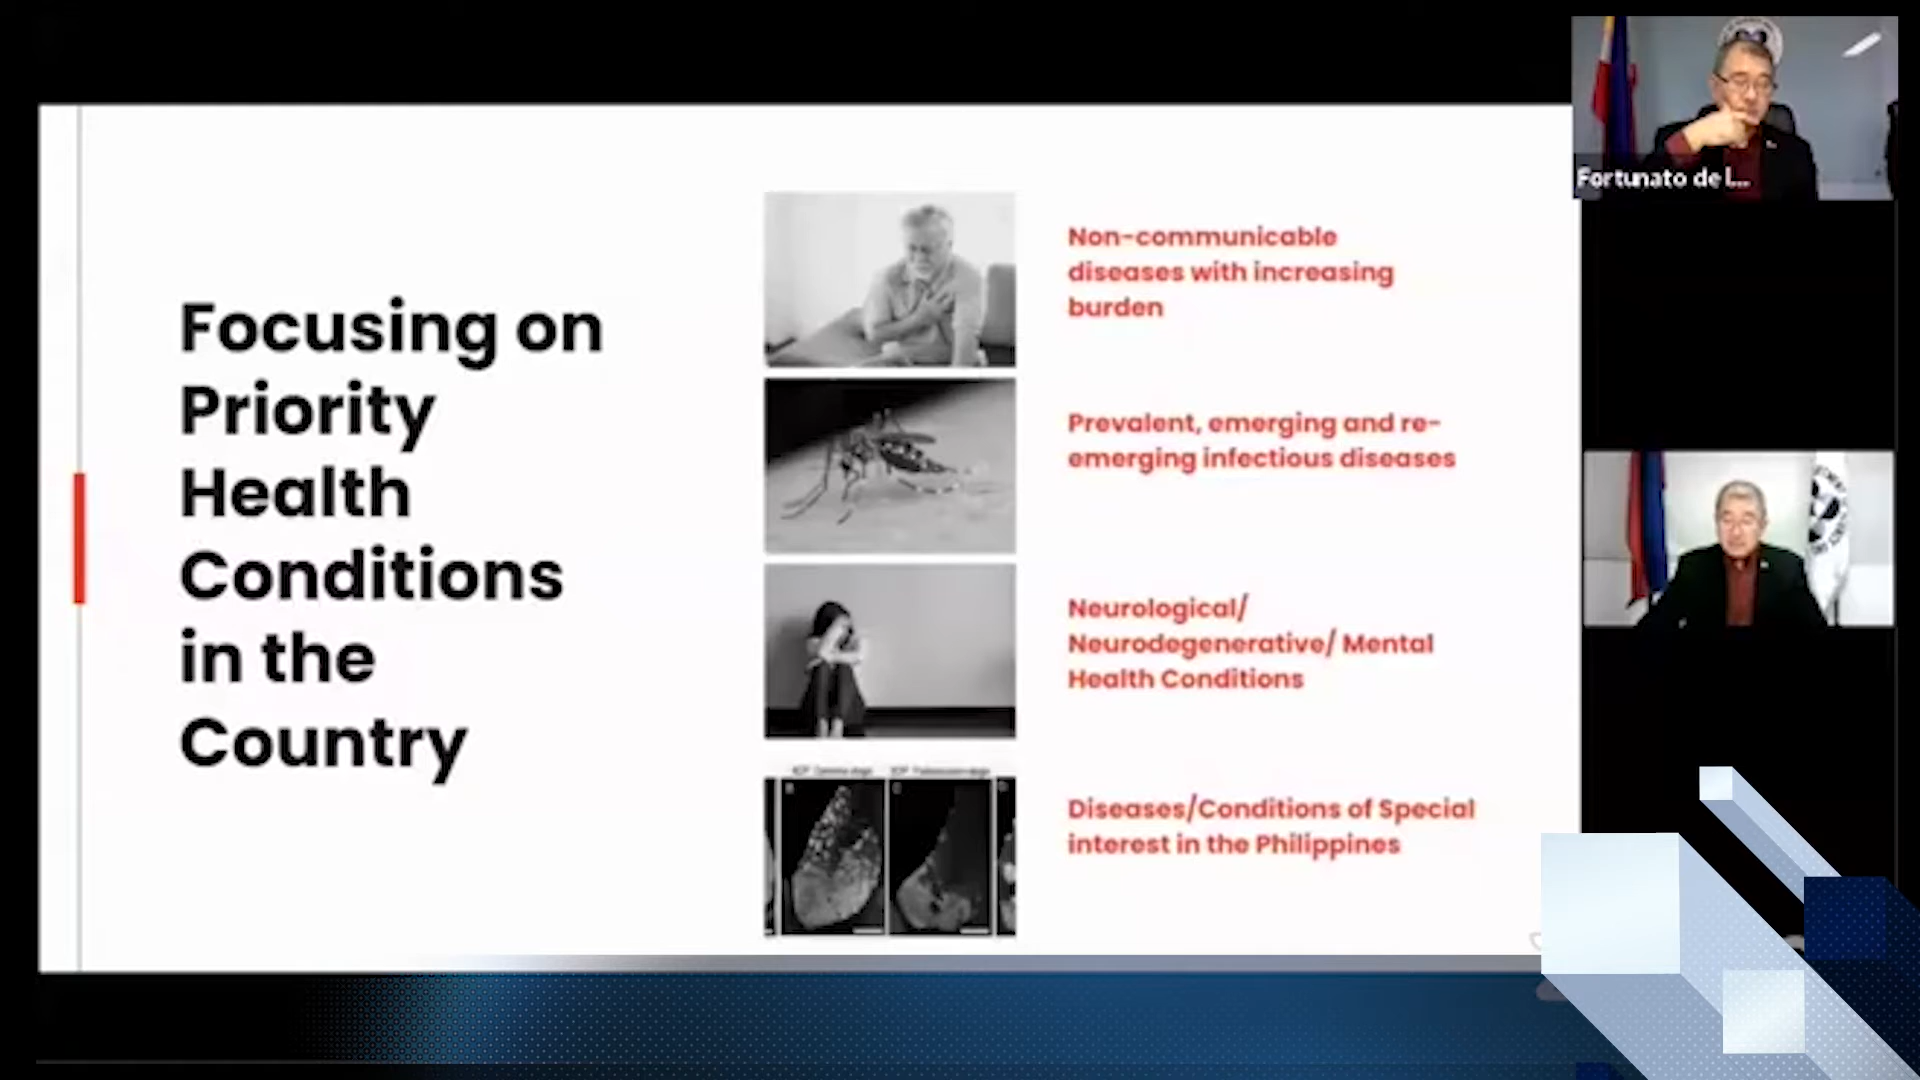 Focusing on
Priority
Health
Conditions
in the
Country
Non-communicable
diseases with increasing
burden
Prevalent, emerging and re-
emerging infectious diseases
Neurological/
Neurodegenerative/ Mental
Health Conditions
Diseases/Conditions of Special
interest in the Philippines
Fortunato de l...